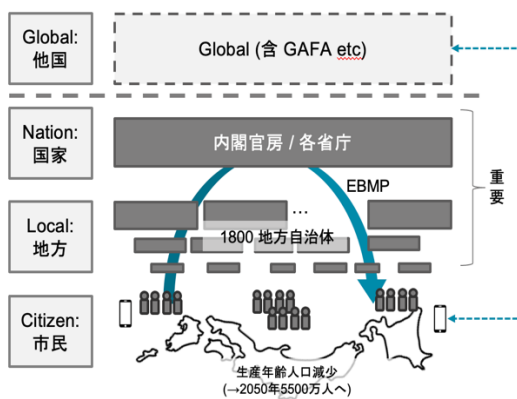 Global:
他国
Global (含 GAFA etc)
Nation:
国家
内閣官房 / 各省庁
EBMP
重要
Local:
地方
…
1800 地方自治体
Citizen:
市民
生産年齢人口減少
(→2050年5500万人へ)